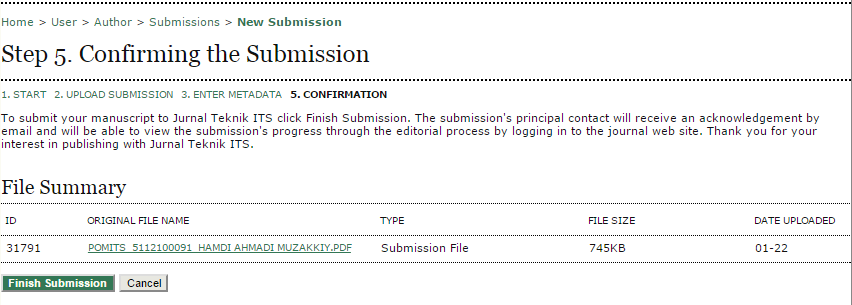 Home > User > Author > Submissions > New Submission
Step 5. Confirming the Submission
1. START 2. UPLOAD SUBMISSION 3. ENTER METADATA 5. CONFIRMATION
To submit your manuscript to Jurnal Teknik ITS click Finish Submission. The submission's principal contact will receive an acknowledgement by
email and will be able to view the submission's progress through the editorial process by logging in to the journal web site. Thank you for your
interest in publishing with Jurnal Teknik ITS.
File Summary
ID ORIGINAL FILE NAME TYPE FILE SIZE DATE UPLOADED
31791 POMITS_5112100091_HAMDI AHMADI MUZAKKIY.PDF Submission File 745KB 01-22
Finish Submission Cancel